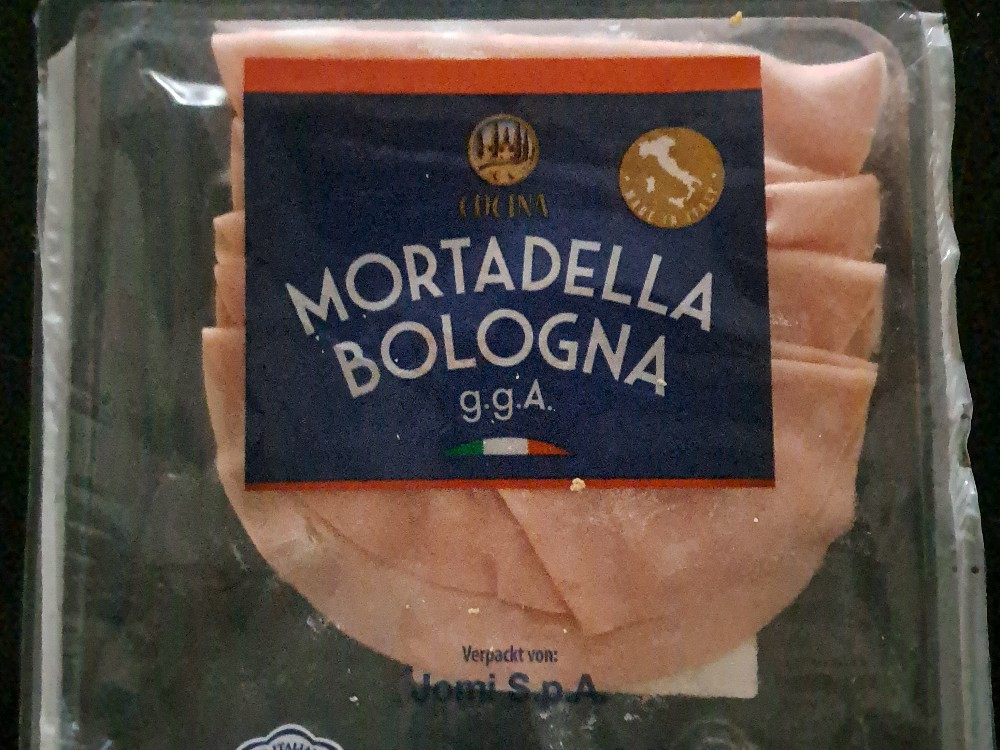 CUCINA
MADE IN ITALY
MORTADELLA
BOLOGNA
g.g.A.
Verpackt von:
Jomi S.p.A.